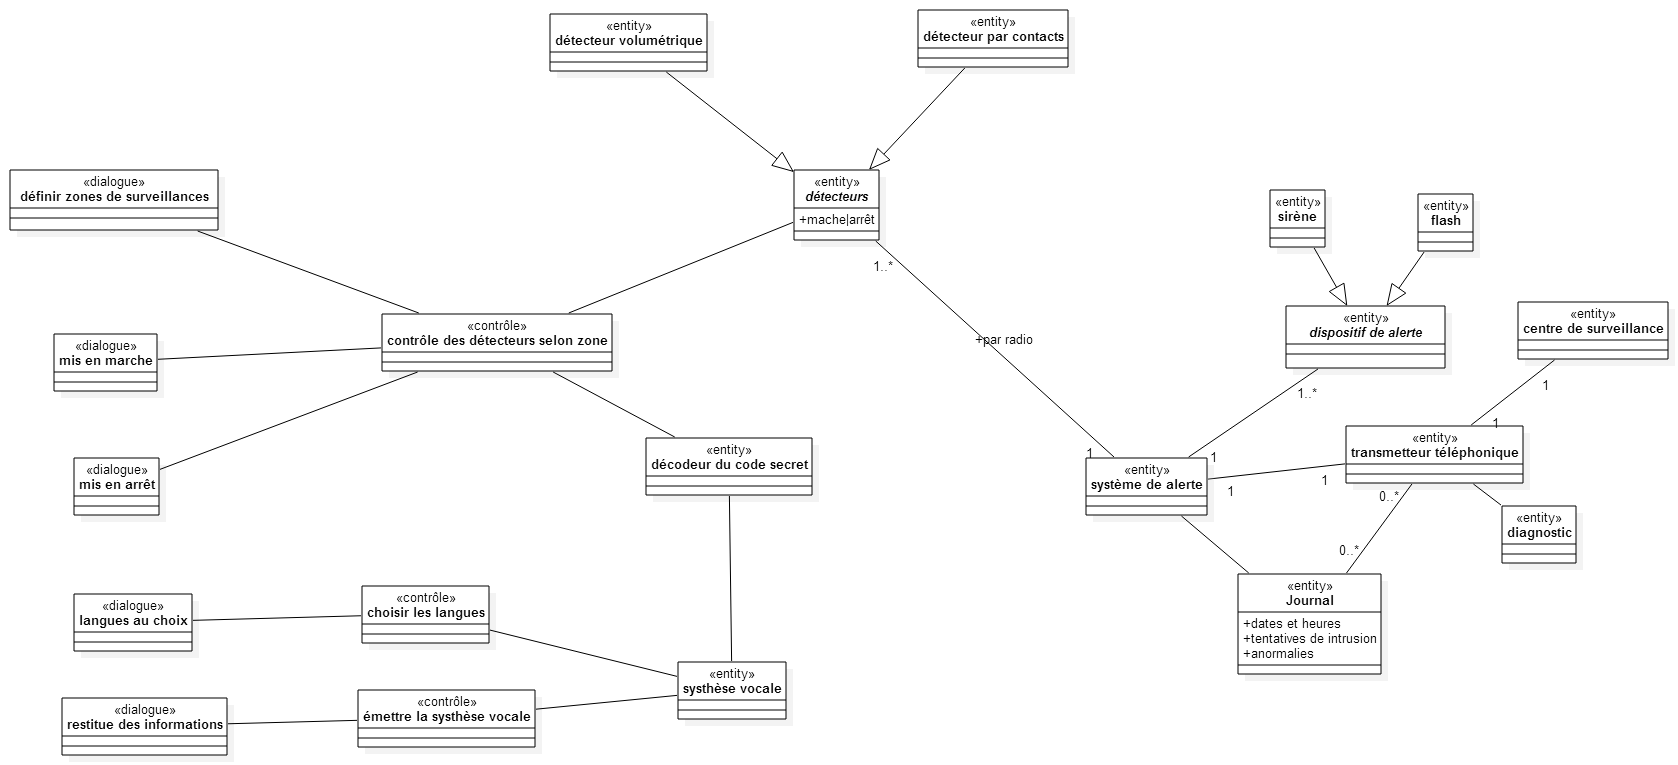 «entity»
détecteur volumétrique
«entity»
détecteur par contacts
«dialogue»
définir zones de surveillances
«entity»
détecteurs
+mache|arrêt
«entity»
sirène
«entity»
flash
1..*
«dialogue»
mis en marche
«contrôle»
contrôle des détecteurs selon zone
+par radio
«entity»
dispositif de alerte
«entity»
centre de surveillance
1..*
1
1
1
1
«dialogue»
mis en arrêt
«entity»
décodeur du code secret
«entity»
système de alerte
«entity»
transmetteur téléphonique
1
1
0..*
«entity»
diagnostic
0..*
«entity»
Journal
+dates et heures
+tentatives de intrusion
+anormalies
«dialogue»
langues au choix
«contrôle»
choisir les langues
«entity»
systhèse vocale
«dialogue»
restitue des informations
«contrôle»
émettre la systhèse vocale